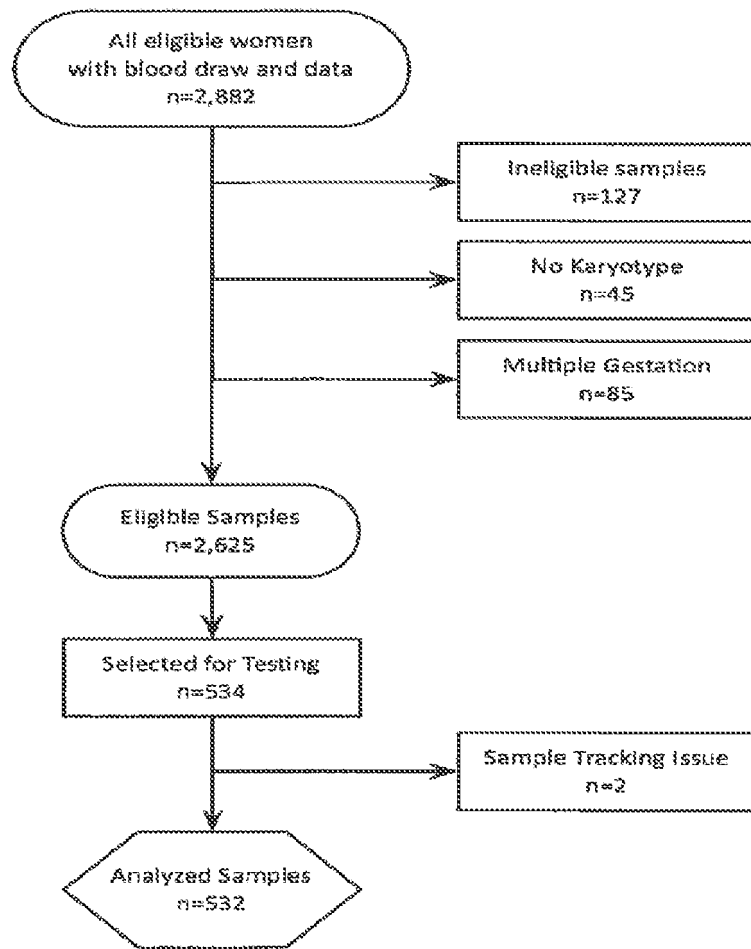 All eligible women
with blood draw and data
n=2,882
Ineligible samples
n=127
No Karyotype
n=45
Multiple Gestation
n=85
Eligible Samples
n=2,625
Selected for Testing
n=534
Sample Tracking Issue
n=2
Analyzed Samples
n=532